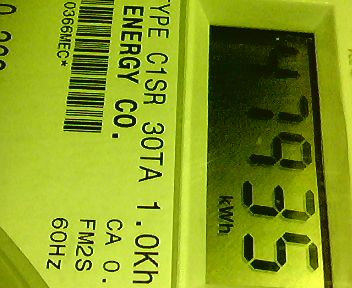 47935
kWh
TYPE C1SR 30TA 1.0Kh
ENERGY CO.
CA 0.
FM2S
60Hz
0366MEC*